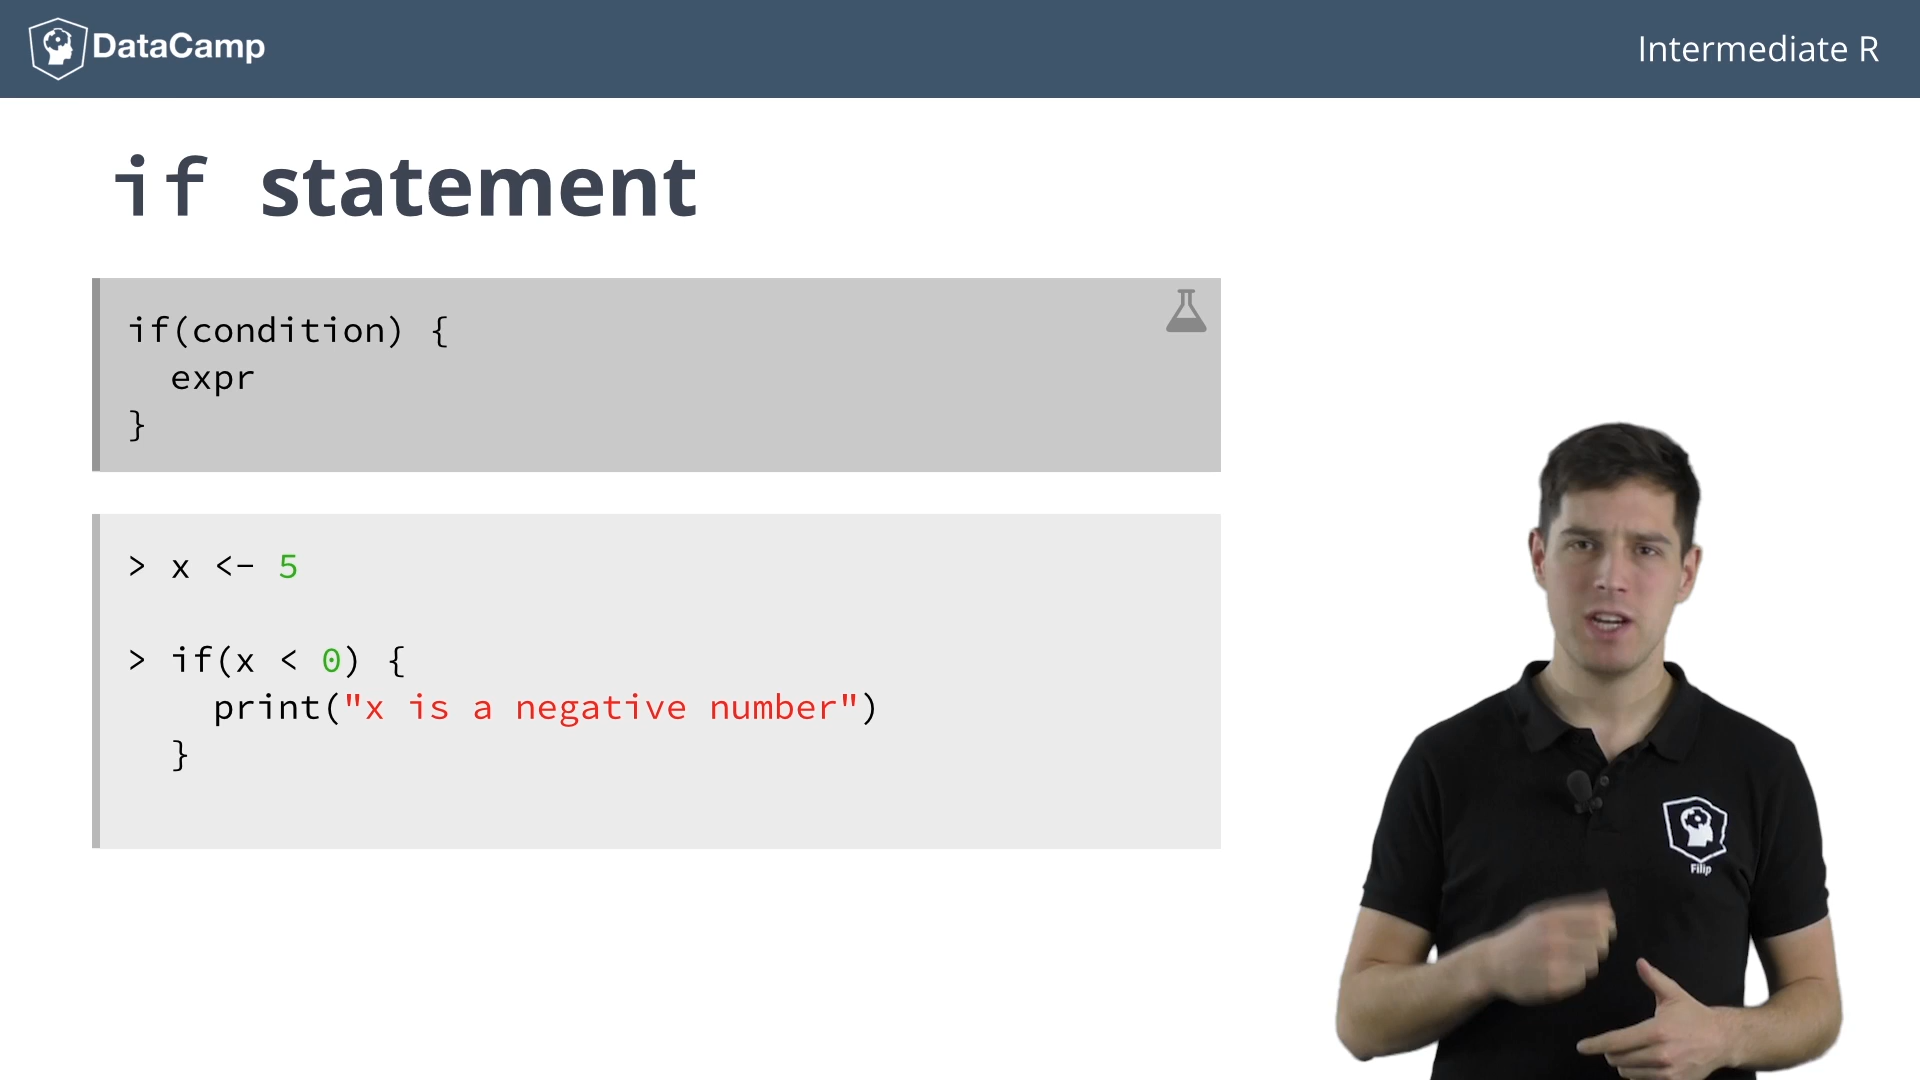 DataCamp
Intermediate R
if statement
if(condition) {
  expr
}
> x <- 5
> if(x < 0) {
    print("x is a negative number")
  }
Filip